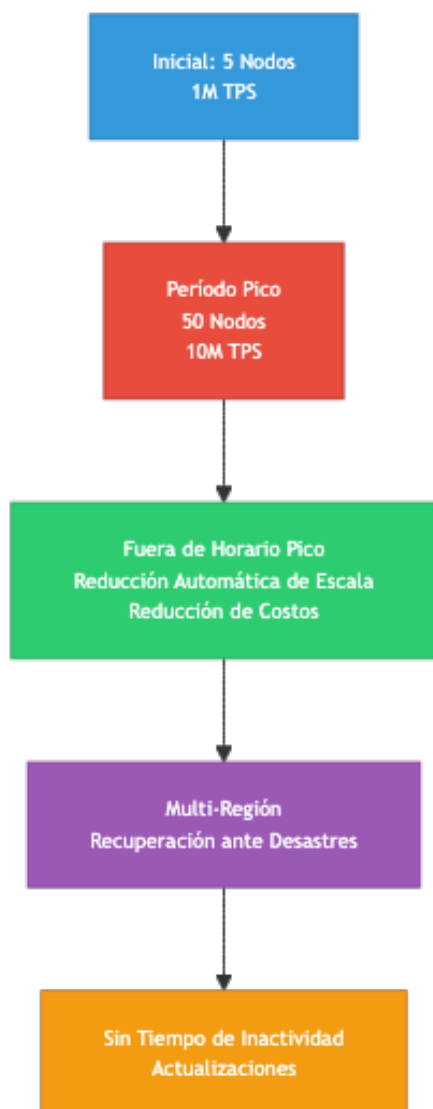 Inicial: 5 Nodos
1M TPS
Período Pico
50 Nodos
10M TPS
Fuera de Horario Pico
Reducción Automática de Escala
Reducción de Costos
Multi-Región
Recuperación ante Desastres
Sin Tiempo de Inactividad
Actualizaciones